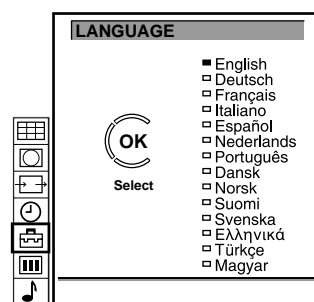 LANGUAGE
English
Deutsch
Français
Italiano
Español
Nederlands
Português
Dansk
Norsk
Suomi
Svenska
Ελληνικά
Türkçe
Magyar
OK
Select